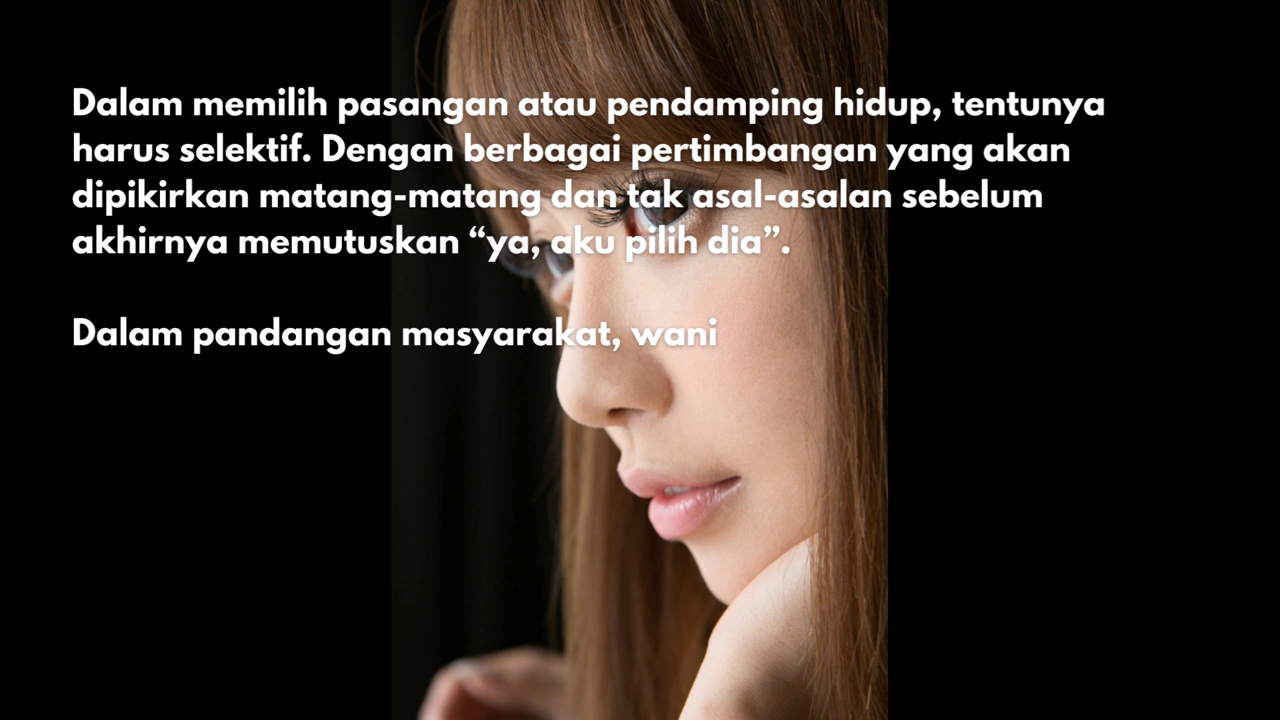 Dalam memilih pasangan atau pendamping hidup, tentunya
harus selektif. Dengan berbagai pertimbangan yang akan
dipikirkan matang-matang dan tak asal-asalan sebelum
akhirnya memutuskan “ya, aku pilih dia”.
Dalam pandangan masyarakat, wani